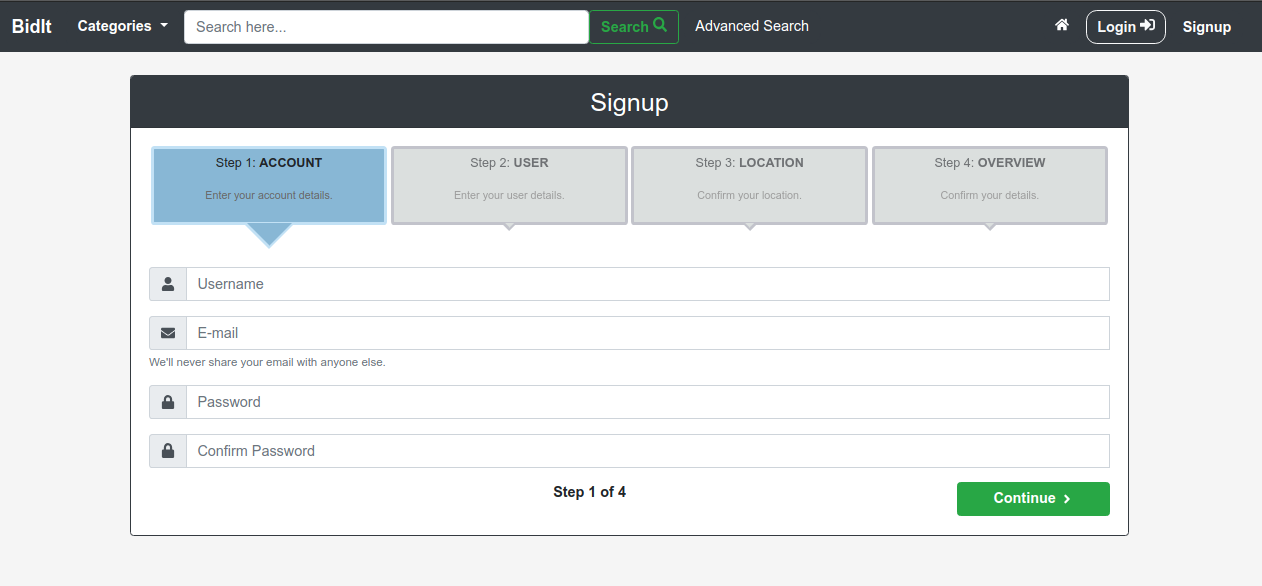 BidIt Categories Search here... Search Advanced Search Login Signup
Signup
Step 1: ACCOUNT Step 2: USER Step 3: LOCATION Step 4: OVERVIEW
Enter your account details. Enter your user details. Confirm your location. Confirm your details.
Username
E-mail
We'll never share your email with anyone else.
Password
Confirm Password
Step 1 of 4 Continue